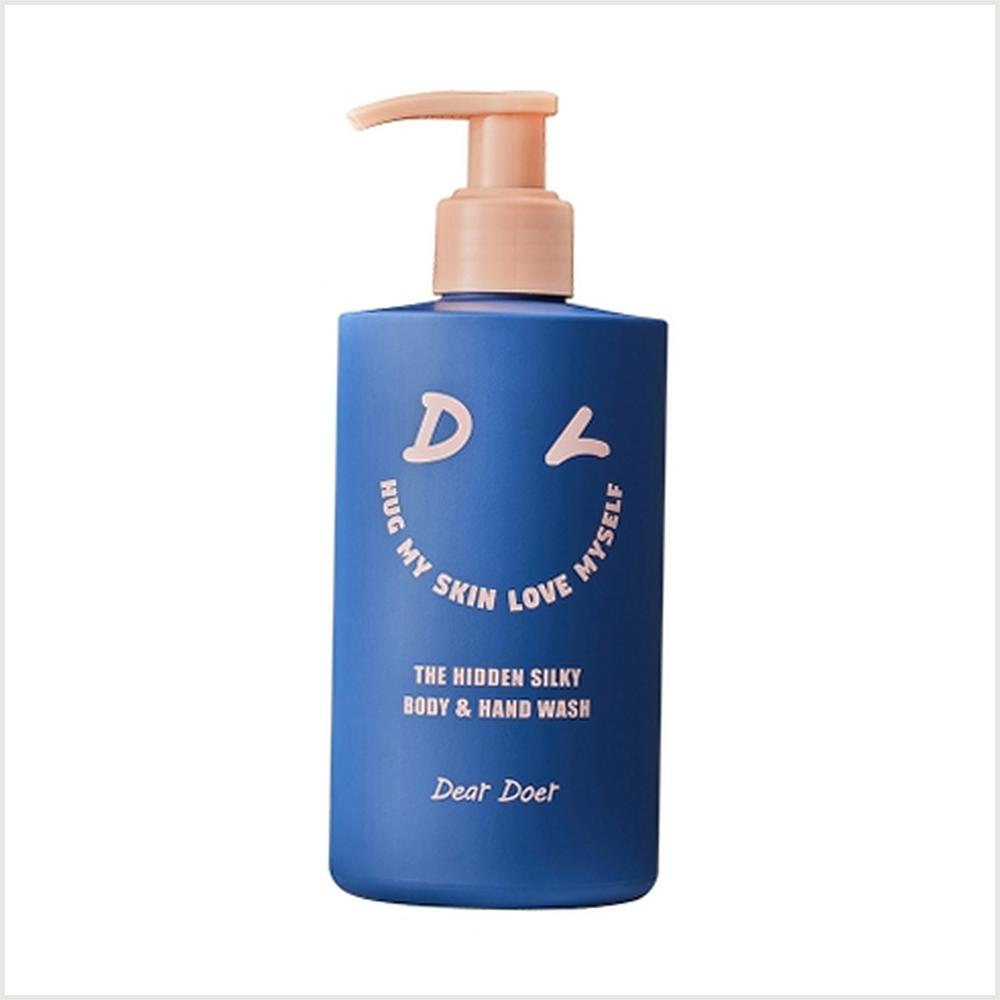 D L
HUG MY SKIN LOVE MYSELF
THE HIDDEN SILKY
BODY & HAND WASH
Dear Doer